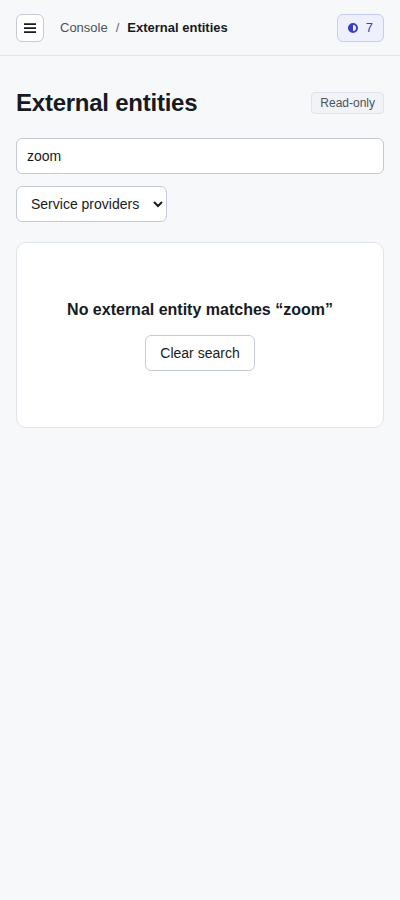 Console / External entities
7
External entities
Read-only
zoom
Service providers
No external entity matches “zoom”
Clear search